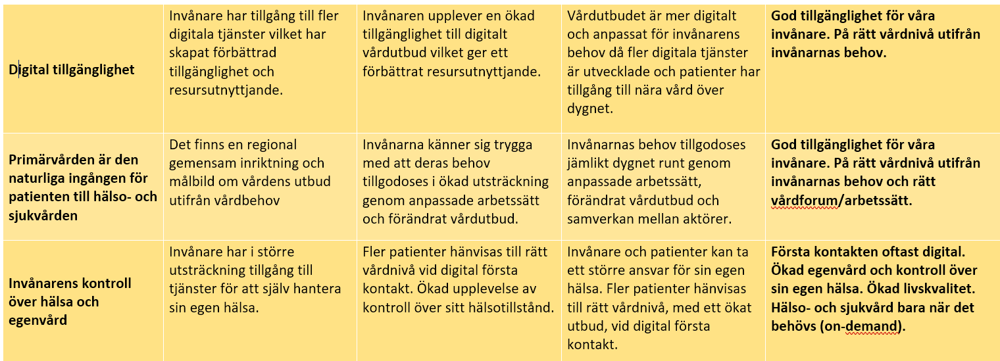 Digital tillgänglighet
Invånare har tillgång till fler
digitala tjänster vilket har
skapat förbättrad
tillgänglighet och
resursutnyttjande.
Invånaren upplever en ökad
tillgänglighet till digitalt
vårdutbud vilket ger ett
förbättrat resursutnyttjande.
Vårdutbudet är mer digitalt
och anpassat för invånarens
behov då fler digitala tjänster
är utvecklade och patienter har
tillgång till nära vård över
dygnet.
God tillgänglighet för våra
invånare. På rätt vårdnivå utifrån
invånarnas behov.
Primärvården är den
naturliga ingången för
patienten till hälso- och
sjukvården
Det finns en regional
gemensam inriktning och
målbild om vårdens utbud
utifrån vårdbehov
Invånarna känner sig trygga
med att deras behov
tillgodoses i ökad utsträckning
genom anpassade arbetssätt
och förändrat vårdutbud.
Invånarnas behov tillgodoses
jämlikt dygnet runt genom
anpassade arbetssätt,
förändrat vårdutbud och
samverkan mellan aktörer.
God tillgänglighet för våra
invånare. På rätt vårdnivå utifrån
invånarnas behov och rätt
vårdforum/arbetssätt.
Invånarens kontroll
över hälsa och
egenvård
Invånare har i större
utsträckning tillgång till
tjänster för att själv hantera
sin egen hälsa.
Fler patienter hänvisas till rätt
vårdnivå vid digital första
kontakt. Ökad upplevelse av
kontroll över sitt hälsotillstånd.
Invånare och patienter kan ta
ett större ansvar för sin egen
hälsa. Fler patienter hänvisas
till rätt vårdnivå, med ett ökat
utbud, vid digital första
kontakt.
Första kontakten oftast digital.
Ökad egenvård och kontroll över
sin egen hälsa. Ökad livskvalitet.
Hälso- och sjukvård bara när det
behövs (on-demand).